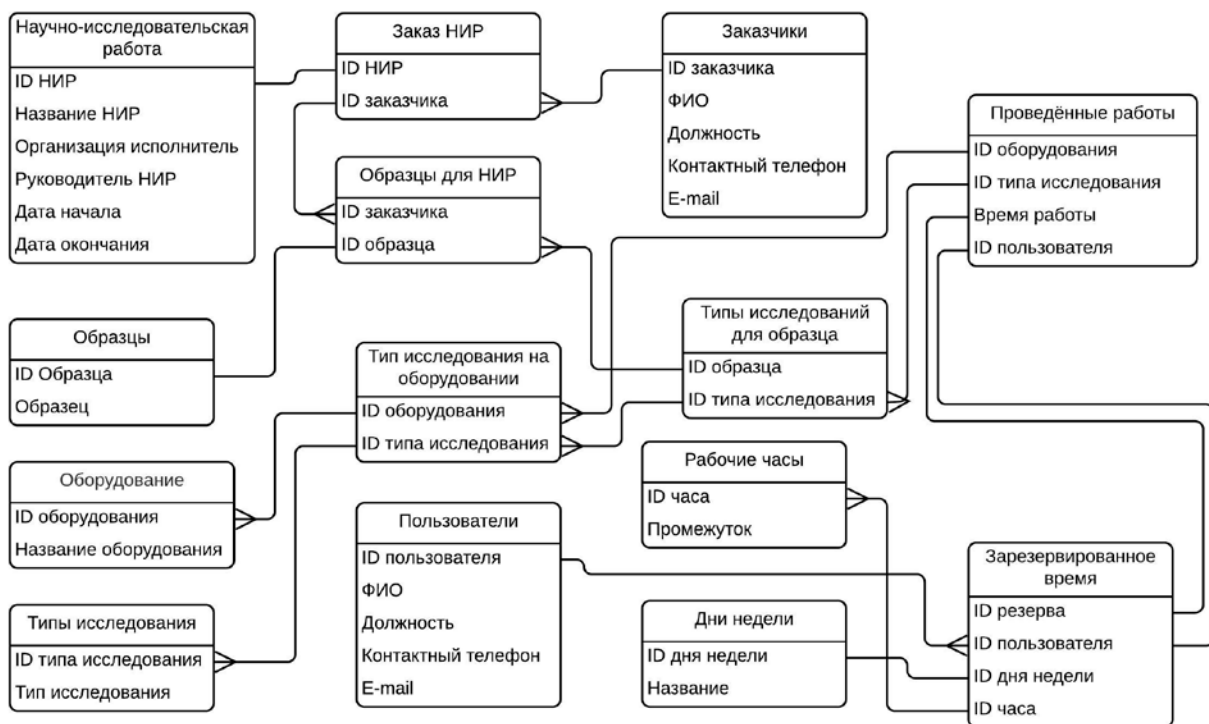 Научно-исследовательская
работа
ID НИР
Название НИР
Организация исполнитель
Руководитель НИР
Дата начала
Дата окончания
Заказ НИР
ID НИР
ID заказчика
Заказчики
ID заказчика
ФИО
Должность
Контактный телефон
E-mail
Проведённые работы
ID оборудования
ID типа исследования
Время работы
ID пользователя
Образцы для НИР
ID заказчика
ID образца
Образцы
ID Образца
Образец
Тип исследования на
оборудовании
ID оборудования
ID типа исследования
Типы исследований
для образца
ID образца
ID типа исследования
Оборудование
ID оборудования
Название оборудования
Пользователи
ID пользователя
ФИО
Должность
Контактный телефон
E-mail
Рабочие часы
ID часа
Промежуток
Зарезервированное
время
ID резерва
ID пользователя
ID дня недели
ID часа
Типы исследования
ID типа исследования
Тип исследования
Дни недели
ID дня недели
Название